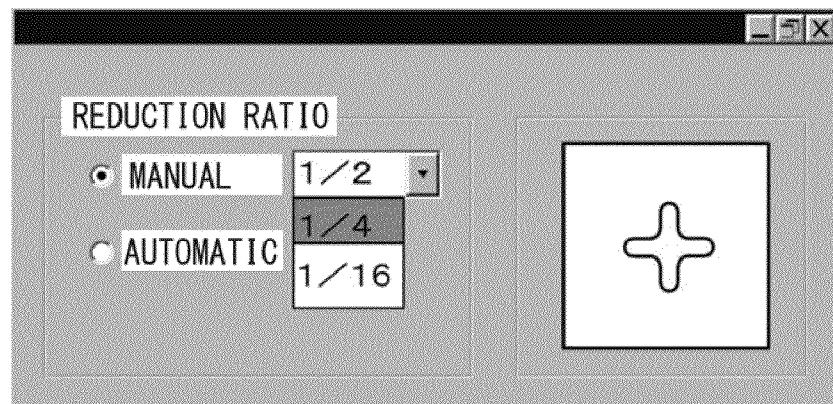 REDUCTION RATIO
MANUAL 1/2
1/4
AUTOMATIC
1/16